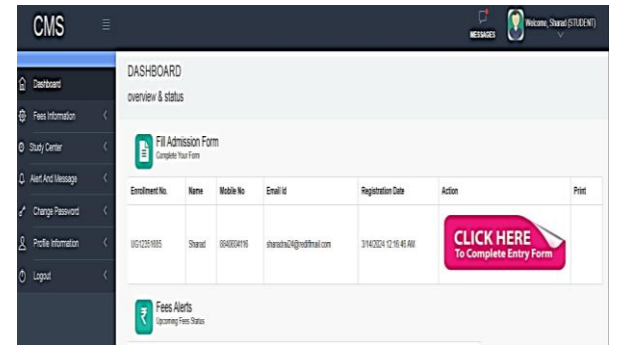 CMS
MESSAGES
Welcome, Sharad (STUDENT)
Dashboard
Fees Information
Study Center
Alert And Message
Change Password
Profile Information
Logout
DASHBOARD
overview & status
Fill Admission Form
Complete Your Form
Enrollment No. Name Mobile No Email Id Registration Date Action Print
UG12351685 Sharad sharadrai24@rediffmail.com 3/14/2024 12:16:46 AM
CLICK HERE
To Complete Entry Form
Fees Alerts
Upcoming Fees Status